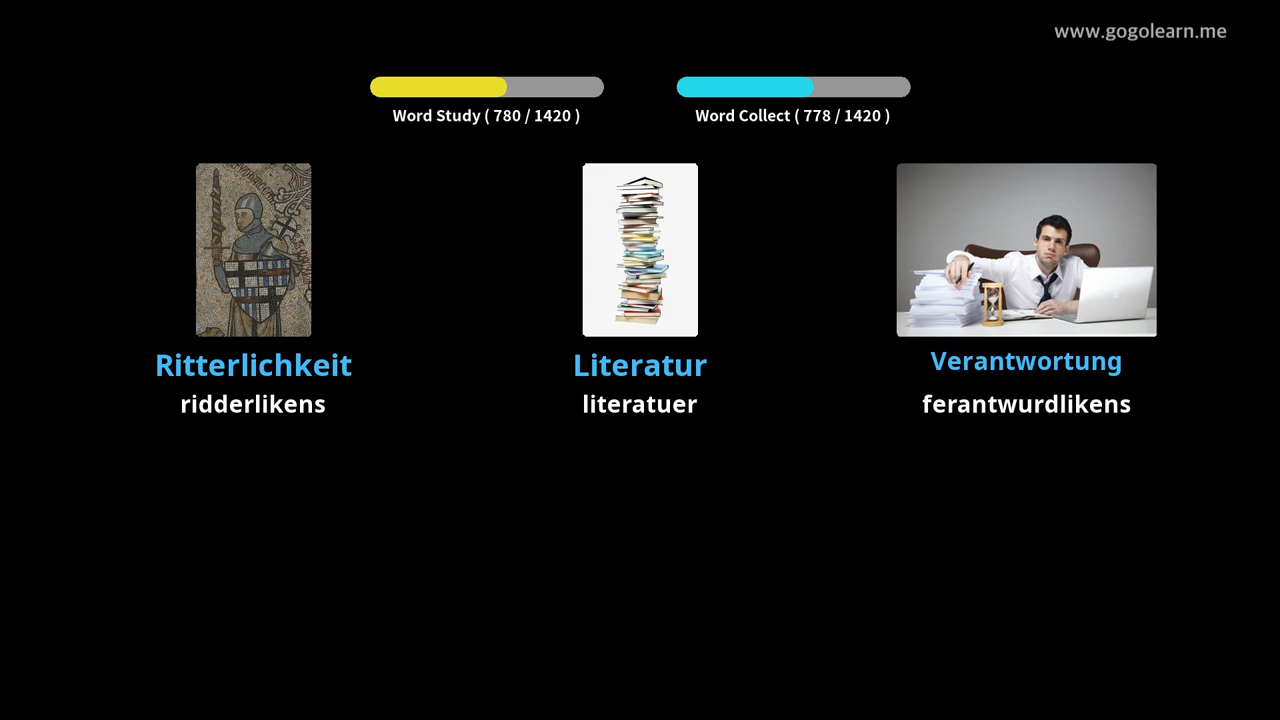 www.gogolearn.me
Word Study ( 780 / 1420 )
Word Collect ( 778 / 1420 )
Ritterlichkeit
ridderlikens
Literatur
literatuer
Verantwortung
ferantwurdlikens